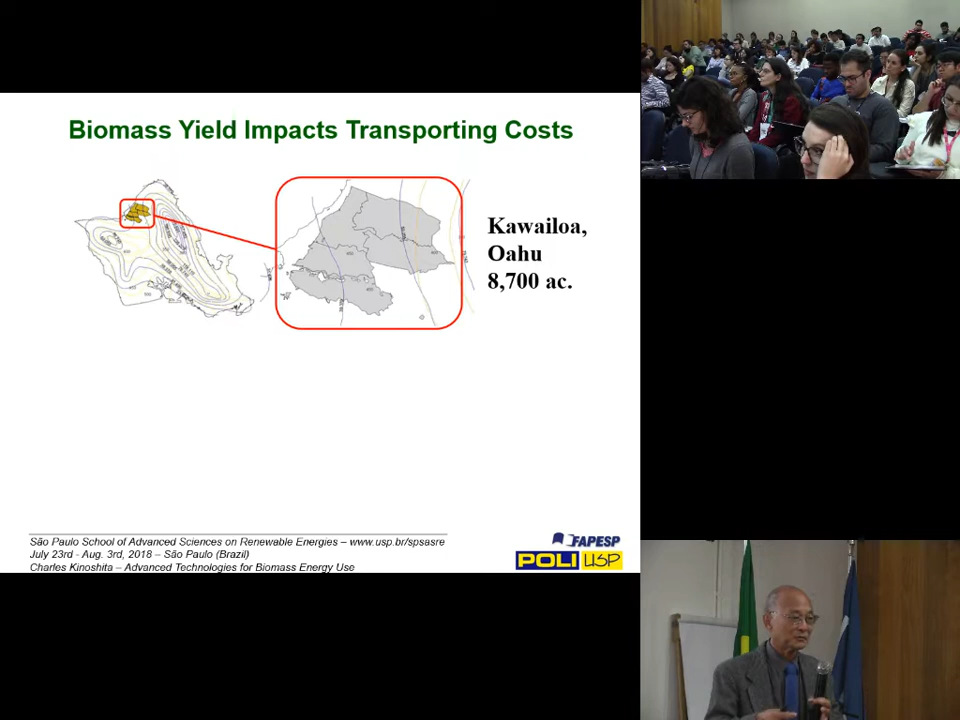 Biomass Yield Impacts Transporting Costs
Kawailoa,
Oahu
8,700 ac.
São Paulo School of Advanced Sciences on Renewable Energies – www.usp.br/spsasre
July 23rd - Aug. 3rd, 2018 – São Paulo (Brazil)
Charles Kinoshita – Advanced Technologies for Biomass Energy Use
FAPESP
POLI USP